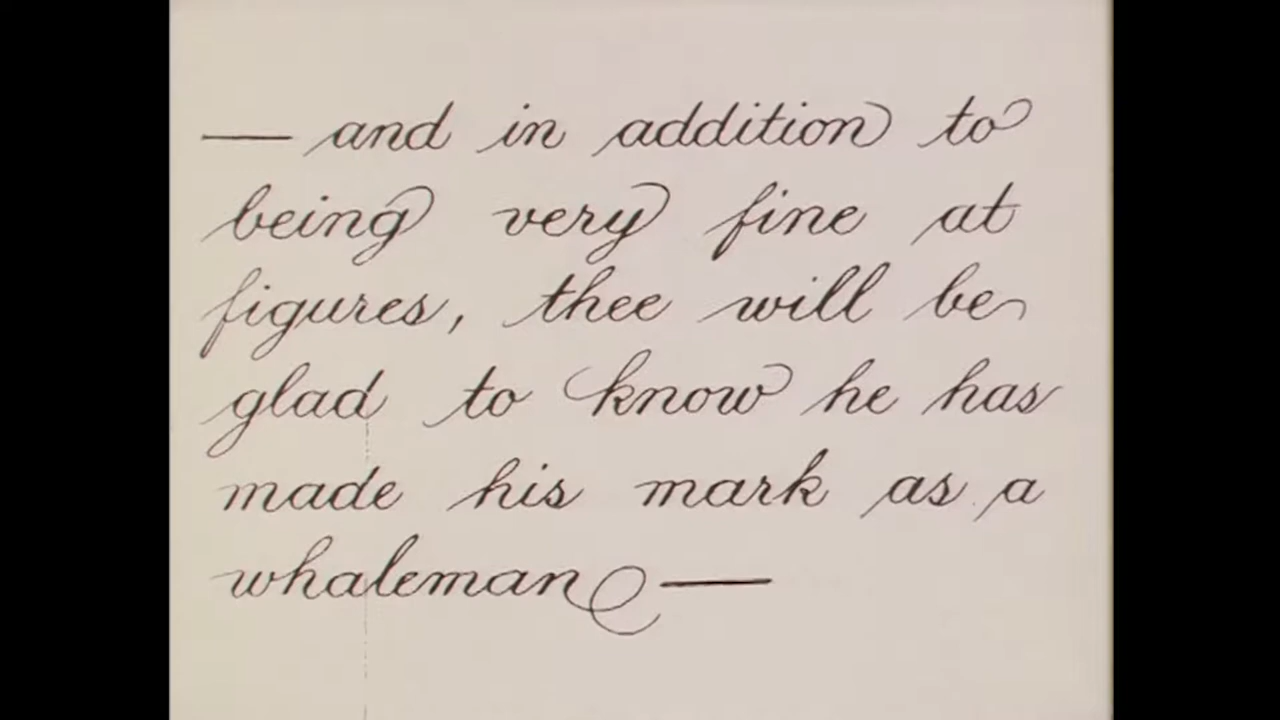 — and in addition to
being very fine at
figures, thee will be
glad to know he has
made his mark as a
whaleman —